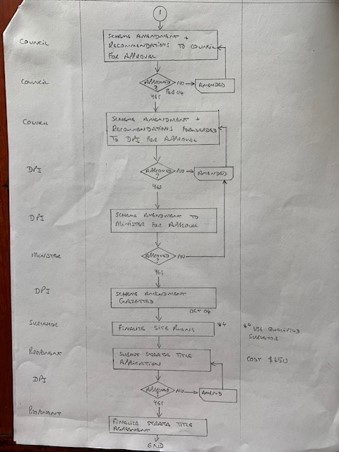 1
COUNCIL
SCHEME AMENDMENT +
RECOMMENDATIONS TO COUNCIL
FOR APPROVAL
COUNCIL
APPROVED
?
NO
AMENDED
YES
COUNCIL
SCHEME AMENDMENT +
RECOMMENDATIONS FORWARDED
TO DPI FOR APPROVAL
DPI
APPROVED
?
NO
AMENDED
YES
DPI
SCHEME AMENDMENT TO
MINISTER FOR APPROVAL
MINISTER
APPROVED
?
NO
YES
DPI
SCHEME AMENDMENT
GAZETTED
SURVEYOR
FINALISE SITE PLANS
PROPONENT
SUBMIT STRATA TITLE
APPLICATION
COST
DPI
APPROVED
?
NO
AMEND
YES
FINALISE STRATA TITLE
AGREEMENT
END